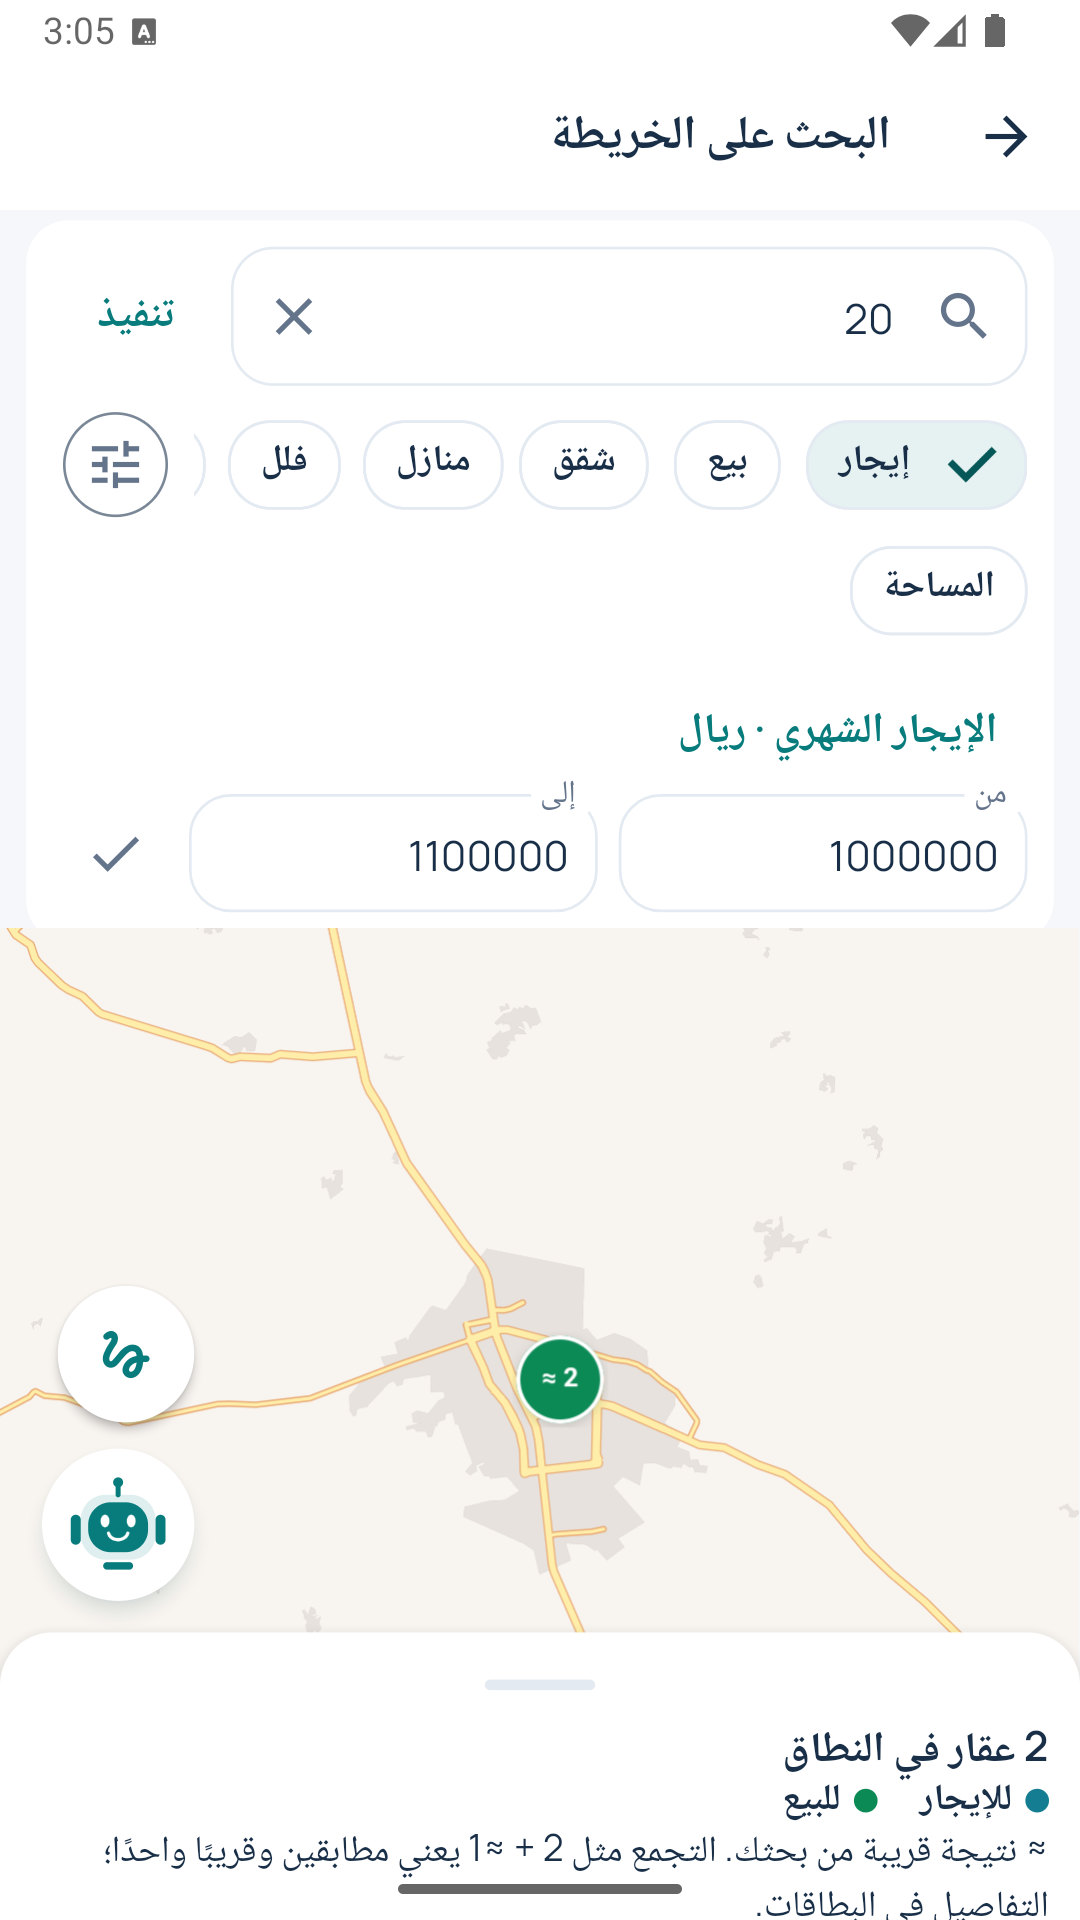 3:05
البحث على الخريطة
20
تنفيذ
إيجار
بيع
شقق
منازل
فلل
المساحة
الإيجار الشهري · ريال
من
إلى
1000000
1100000
≈ 2
2 عقار في النطاق
للإيجار
للبيع
≈ نتيجة قريبة من بحثك. التجمع مثل 2 + ≈1 يعني مطابقين وقريبًا واحدًا؛
التفاصيل في البطاقات.